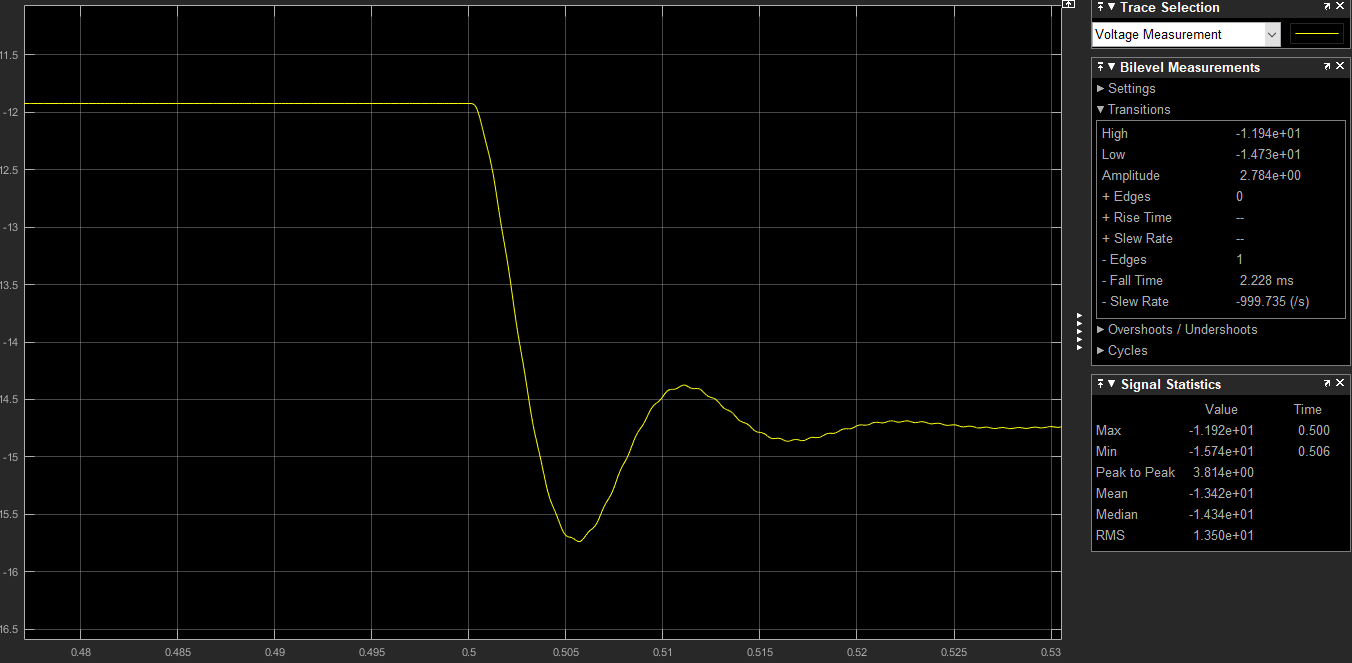 Trace Selection
Voltage Measurement
Bilevel Measurements
Settings
Transitions
High -1.194e+01
Low -1.473e+01
Amplitude 2.784e+00
+ Edges 0
+ Rise Time --
+ Slew Rate --
- Edges 1
- Fall Time 2.228 ms
- Slew Rate -999.735 (/s)
Overshoots / Undershoots
Cycles
Signal Statistics
Value Time
Max -1.192e+01 0.500
Min -1.574e+01 0.506
Peak to Peak 3.814e+00
Mean -1.342e+01
Median -1.434e+01
RMS 1.350e+01
11.5
-12
12.5
-13
13.5
-14
14.5
-15
15.5
-16
16.5
0.48 0.485 0.49 0.495 0.5 0.505 0.51 0.515 0.52 0.525 0.53